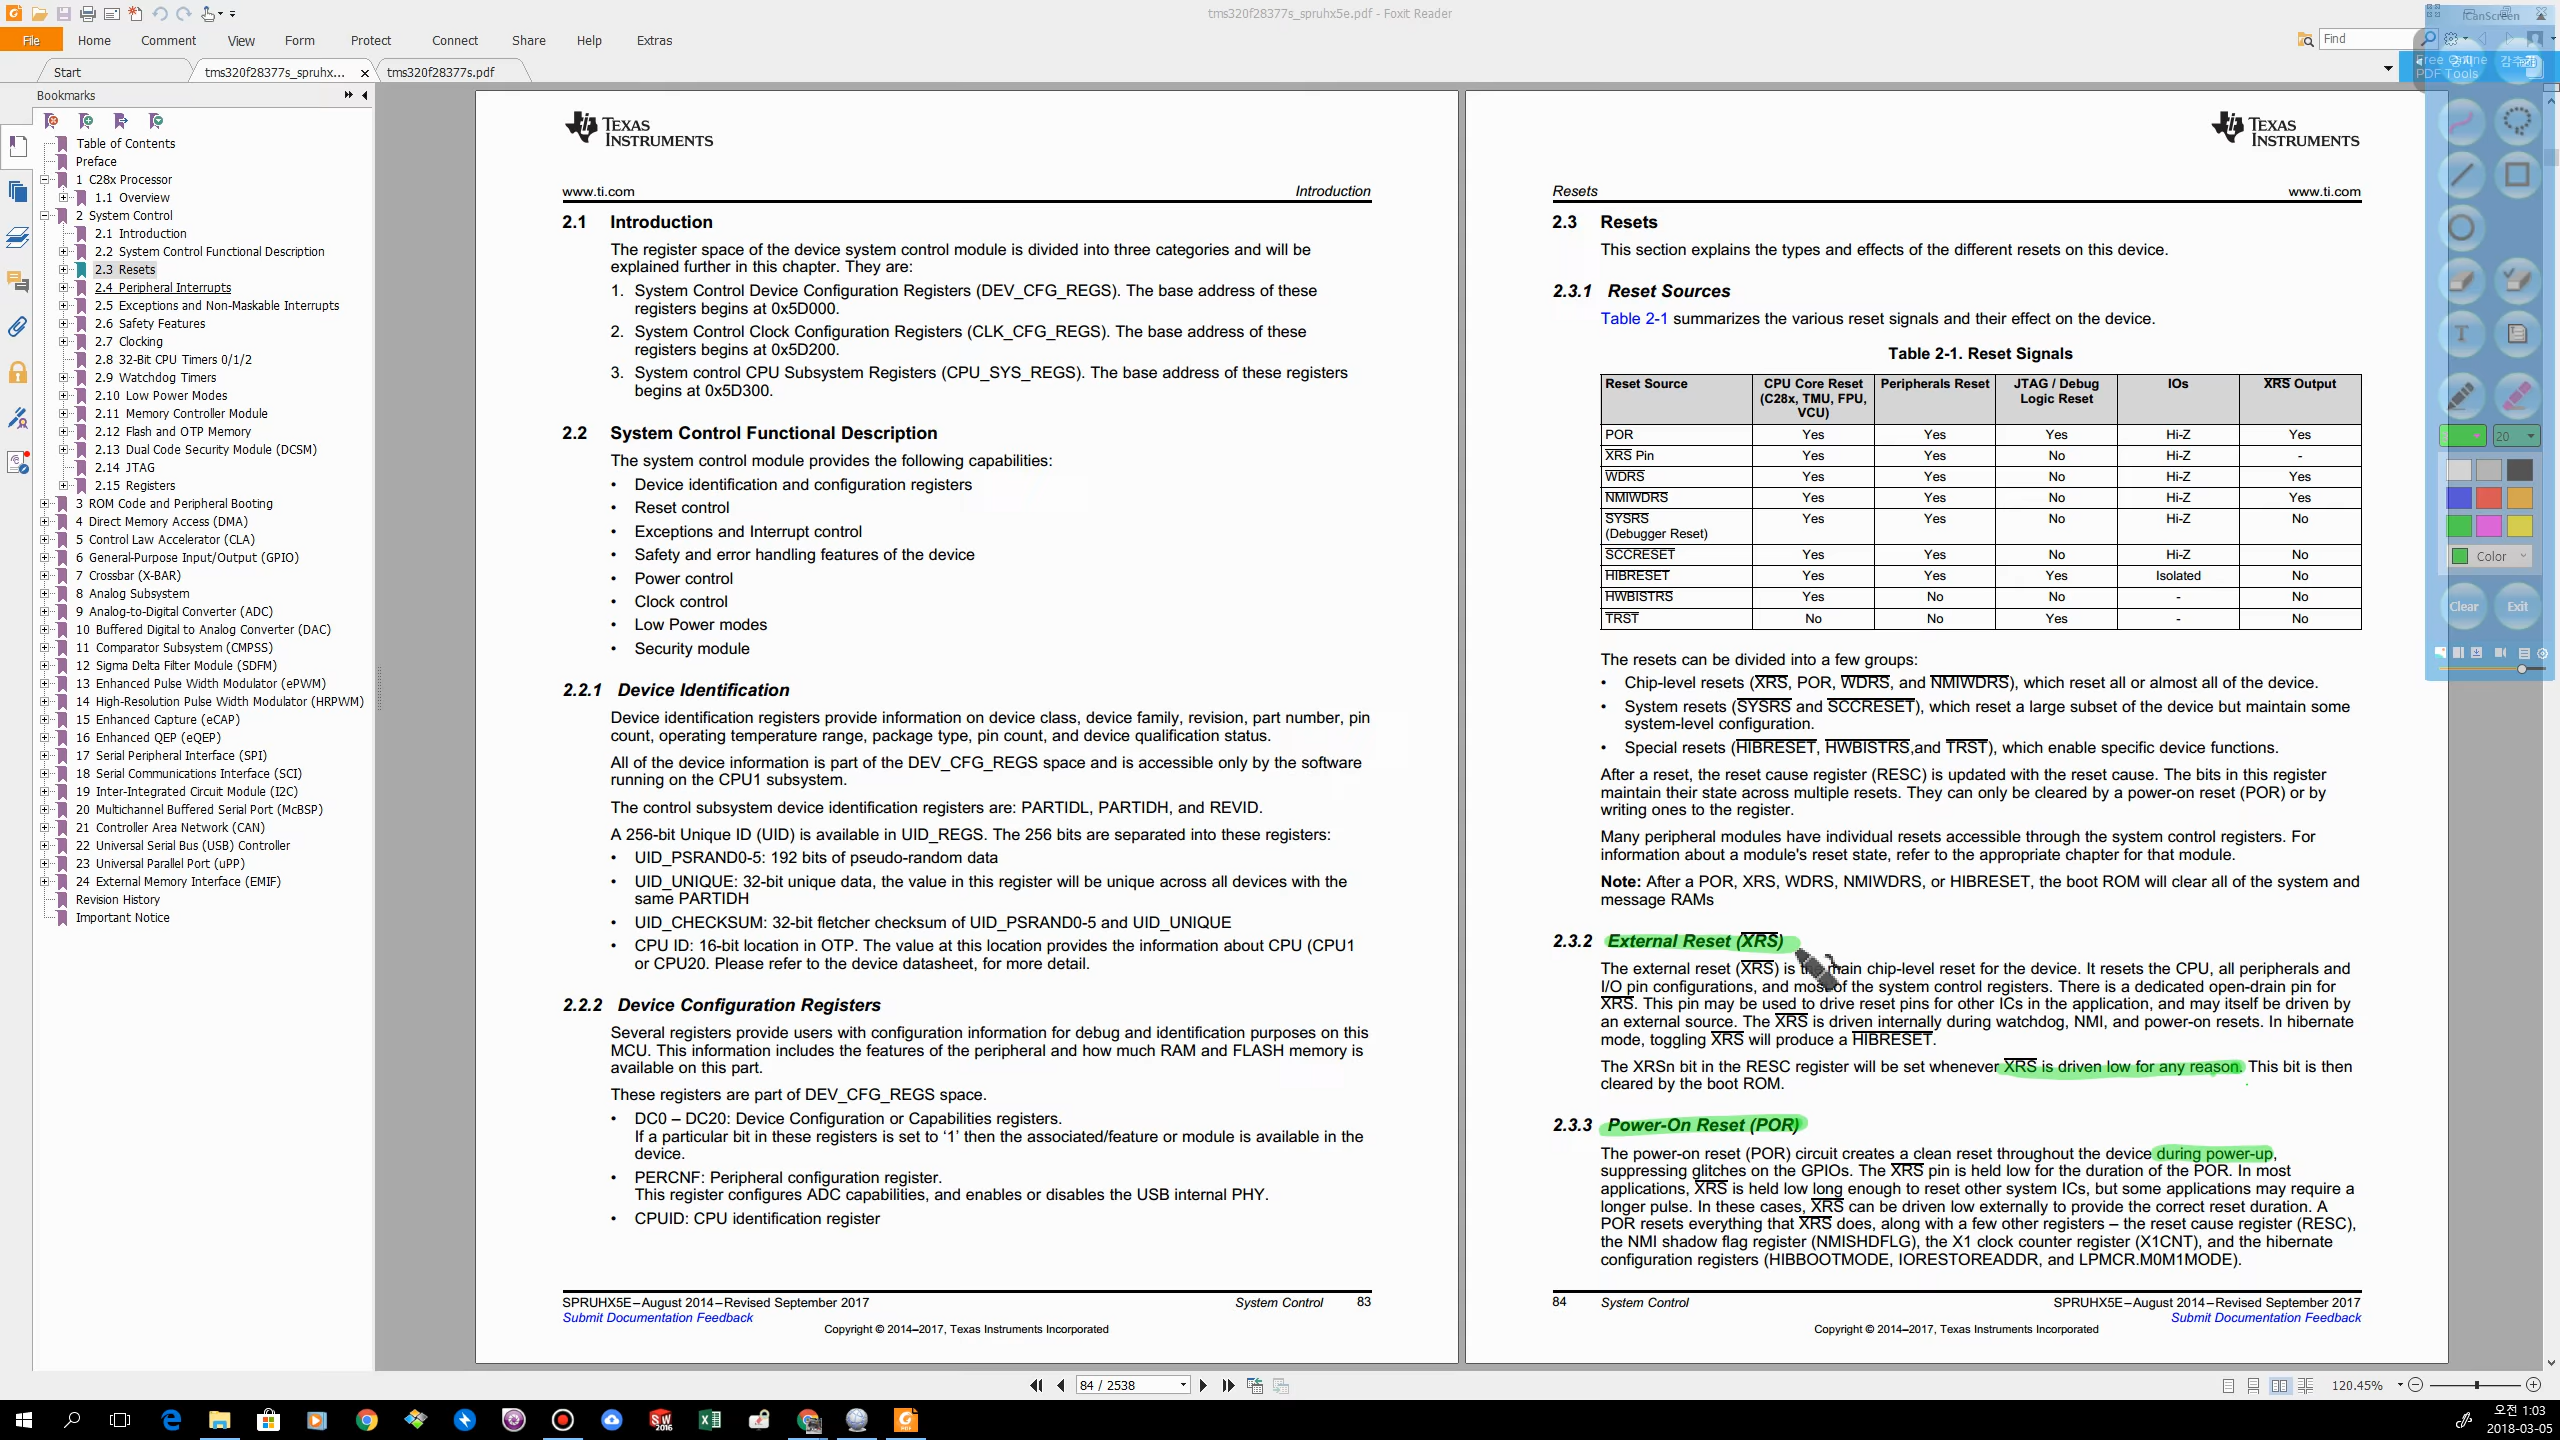 tms320f28377s_spruhx5e.pdf - Foxit Reader
File Home Comment View Form Protect Connect Share Help Extras
Find
Start
tms320f28377s_spruhx...
tms320f28377s.pdf
iCanScreen
Free Online
PDF Tools
Bookmarks
Table of Contents
Preface
1 C28x Processor
1.1 Overview
2 System Control
2.1 Introduction
2.2 System Control Functional Description
2.3 Resets
2.4 Peripheral Interrupts
2.5 Exceptions and Non-Maskable Interrupts
2.6 Safety Features
2.7 Clocking
2.8 32-Bit CPU Timers 0/1/2
2.9 Watchdog Timers
2.10 Low Power Modes
2.11 Memory Controller Module
2.12 Flash and OTP Memory
2.13 Dual Code Security Module (DCSM)
2.14 JTAG
2.15 Registers
3 ROM Code and Peripheral Booting
4 Direct Memory Access (DMA)
5 Control Law Accelerator (CLA)
6 General-Purpose Input/Output (GPIO)
7 Crossbar (X-BAR)
8 Analog Subsystem
9 Analog-to-Digital Converter (ADC)
10 Buffered Digital to Analog Converter (DAC)
11 Comparator Subsystem (CMPSS)
12 Sigma Delta Filter Module (SDFM)
13 Enhanced Pulse Width Modulator (ePWM)
14 High-Resolution Pulse Width Modulator (HRPWM)
15 Enhanced Capture (eCAP)
16 Enhanced QEP (eQEP)
17 Serial Peripheral Interface (SPI)
18 Serial Communications Interface (SCI)
19 Inter-Integrated Circuit Module (I2C)
20 Multichannel Buffered Serial Port (McBSP)
21 Controller Area Network (CAN)
22 Universal Serial Bus (USB) Controller
23 Universal Parallel Port (uPP)
24 External Memory Interface (EMIF)
Revision History
Important Notice
TEXAS
INSTRUMENTS
www.ti.com Introduction
2.1 Introduction
The register space of the device system control module is divided into three categories and will be
explained further in this chapter. They are:
1. System Control Device Configuration Registers (DEV_CFG_REGS). The base address of these
registers begins at 0x5D000.
2. System Control Clock Configuration Registers (CLK_CFG_REGS). The base address of these
registers begins at 0x5D200.
3. System control CPU Subsystem Registers (CPU_SYS_REGS). The base address of these registers
begins at 0x5D300.
2.2 System Control Functional Description
The system control module provides the following capabilities:
• Device identification and configuration registers
• Reset control
• Exceptions and Interrupt control
• Safety and error handling features of the device
• Power control
• Clock control
• Low Power modes
• Security module
2.2.1 Device Identification
Device identification registers provide information on device class, device family, revision, part number, pin
count, operating temperature range, package type, pin count, and device qualification status.
All of the device information is part of the DEV_CFG_REGS space and is accessible only by the software
running on the CPU1 subsystem.
The control subsystem device identification registers are: PARTIDL, PARTIDH, and REVID.
A 256-bit Unique ID (UID) is available in UID_REGS. The 256 bits are separated into these registers:
• UID_PSRAND0-5: 192 bits of pseudo-random data
• UID_UNIQUE: 32-bit unique data, the value in this register will be unique across all devices with the
same PARTIDH
• UID_CHECKSUM: 32-bit fletcher checksum of UID_PSRAND0-5 and UID_UNIQUE
• CPU ID: 16-bit location in OTP. The value at this location provides the information about CPU (CPU1
or CPU20. Please refer to the device datasheet, for more detail.
2.2.2 Device Configuration Registers
Several registers provide users with configuration information for debug and identification purposes on this
MCU. This information includes the features of the peripheral and how much RAM and FLASH memory is
available on this part.
These registers are part of DEV_CFG_REGS space.
• DC0 – DC20: Device Configuration or Capabilities registers.
If a particular bit in these registers is set to ‘1’ then the associated/feature or module is available in the
device.
• PERCNF: Peripheral configuration register.
This register configures ADC capabilities, and enables or disables the USB internal PHY.
• CPUID: CPU identification register
SPRUHX5E–August 2014–Revised September 2017 System Control 83
Submit Documentation Feedback
Copyright © 2014–2017, Texas Instruments Incorporated
TEXAS
INSTRUMENTS
Resets www.ti.com
2.3 Resets
This section explains the types and effects of the different resets on this device.
2.3.1 Reset Sources
Table 2-1 summarizes the various reset signals and their effect on the device.
Table 2-1. Reset Signals
Reset Source CPU Core Reset (C28x, TMU, FPU, VCU) Peripherals Reset JTAG / Debug Logic Reset IOs XRS Output
POR Yes Yes Yes Hi-Z Yes
XRS Pin Yes Yes No Hi-Z -
WDRS Yes Yes No Hi-Z Yes
NMIWDRS Yes Yes No Hi-Z Yes
SYSRS (Debugger Reset) Yes Yes No Hi-Z No
SCCRESET Yes Yes No Hi-Z No
HIBRESET Yes Yes Yes Isolated No
HWBISTRS Yes No No - No
TRST No No Yes - No
The resets can be divided into a few groups:
• Chip-level resets (XRS, POR, WDRS, and NMIWDRS), which reset all or almost all of the device.
• System resets (SYSRS and SCCRESET), which reset a large subset of the device but maintain some
system-level configuration.
• Special resets (HIBRESET, HWBISTRS,and TRST), which enable specific device functions.
After a reset, the reset cause register (RESC) is updated with the reset cause. The bits in this register
maintain their state across multiple resets. They can only be cleared by a power-on reset (POR) or by
writing ones to the register.
Many peripheral modules have individual resets accessible through the system control registers. For
information about a module's reset state, refer to the appropriate chapter for that module.
Note: After a POR, XRS, WDRS, NMIWDRS, or HIBRESET, the boot ROM will clear all of the system and
message RAMs
2.3.2 External Reset (XRS)
The external reset (XRS) is the main chip-level reset for the device. It resets the CPU, all peripherals and
I/O pin configurations, and most of the system control registers. There is a dedicated open-drain pin for
XRS. This pin may be used to drive reset pins for other ICs in the application, and may itself be driven by
an external source. The XRS is driven internally during watchdog, NMI, and power-on resets. In hibernate
mode, toggling XRS will produce a HIBRESET.
The XRSn bit in the RESC register will be set whenever XRS is driven low for any reason. This bit is then
cleared by the boot ROM.
2.3.3 Power-On Reset (POR)
The power-on reset (POR) circuit creates a clean reset throughout the device during power-up,
suppressing glitches on the GPIOs. The XRS pin is held low for the duration of the POR. In most
applications, XRS is held low long enough to reset other system ICs, but some applications may require a
longer pulse. In these cases, XRS can be driven low externally to provide the correct reset duration. A
POR resets everything that XRS does, along with a few other registers – the reset cause register (RESC),
the NMI shadow flag register (NMISHDFLG), the X1 clock counter register (X1CNT), and the hibernate
configuration registers (HIBBOOTMODE, IORESTOREADDR, and LPMCR.M0M1MODE).
84 System Control SPRUHX5E–August 2014–Revised September 2017
Submit Documentation Feedback
Copyright © 2014–2017, Texas Instruments Incorporated
T
20
Color
Clear Exit
84 / 2538
120.45%
SW
2016
오전 1:03
2018-03-05